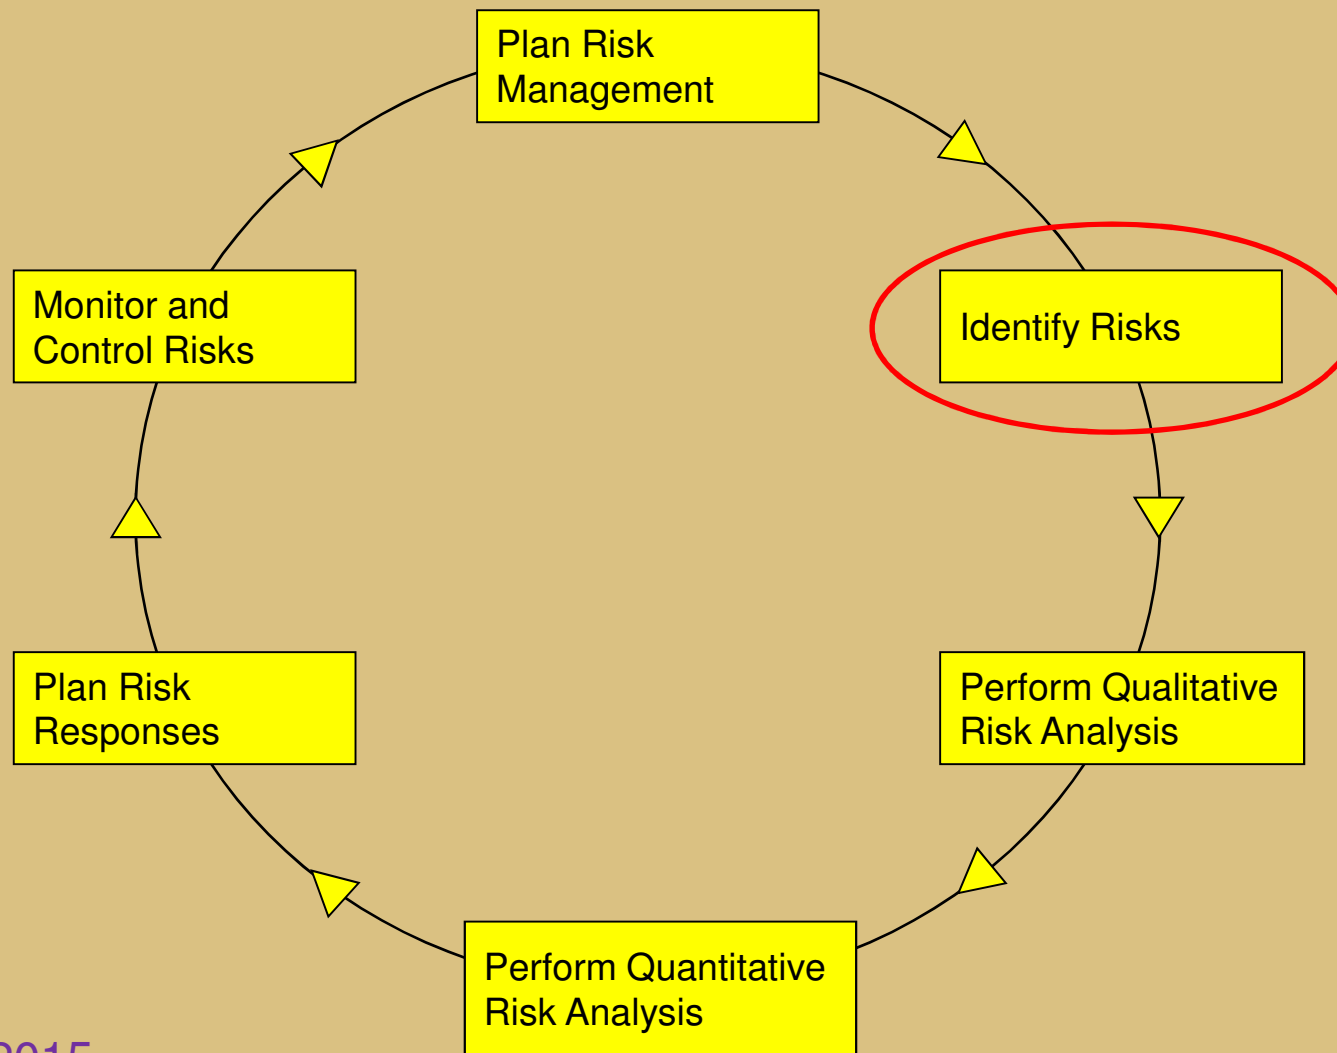 Plan Risk
Management
Identify Risks
Perform Qualitative
Risk Analysis
Perform Quantitative
Risk Analysis
Plan Risk
Responses
Monitor and
Control Risks
2015